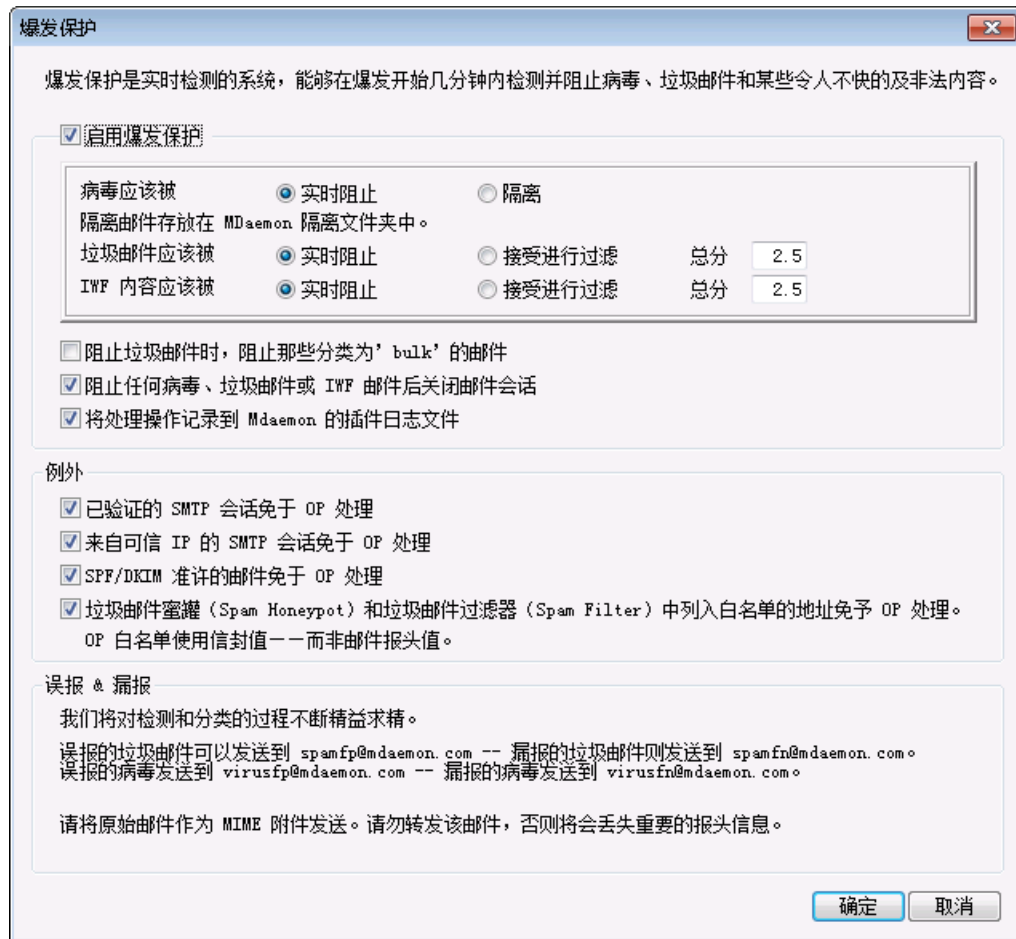 爆发保护
爆发保护是实时检测的系统，能够在爆发开始几分钟内检测并阻止病毒、垃圾邮件和某些令人不快的及非法内容。
启用爆发保护
病毒应该被 实时阻止 隔离
隔离邮件存放在 MDaemon 隔离文件夹中。
垃圾邮件应该被 实时阻止 接受进行过滤 总分 2.5
IWF 内容应该被 实时阻止 接受进行过滤 总分 2.5
阻止垃圾邮件时，阻止那些分类为’bulk’的邮件
阻止任何病毒、垃圾邮件或 IWF 邮件后关闭邮件会话
将处理操作记录到 Mdaemon 的插件日志文件
例外
已验证的 SMTP 会话免于 OP 处理
来自可信 IP 的 SMTP 会话免于 OP 处理
SPF/DKIM 准许的邮件免于 OP 处理
垃圾邮件蜜罐（Spam Honeypot）和垃圾邮件过滤器（Spam Filter）中列入白名单的地址免予 OP 处理。
OP 白名单使用信封值——而非邮件报头值。
误报 & 漏报
我们将对检测和分类的过程不断精益求精。
误报的垃圾邮件可以发送到 spamfp@mdaemon.com -- 漏报的垃圾邮件则发送到 spamfn@mdaemon.com。
误报的病毒发送到 virusfp@mdaemon.com -- 漏报的病毒发送到 virusfn@mdaemon.com。
请将原始邮件作为 MIME 附件发送。请勿转发该邮件，否则将会丢失重要的报头信息。
确定 取消